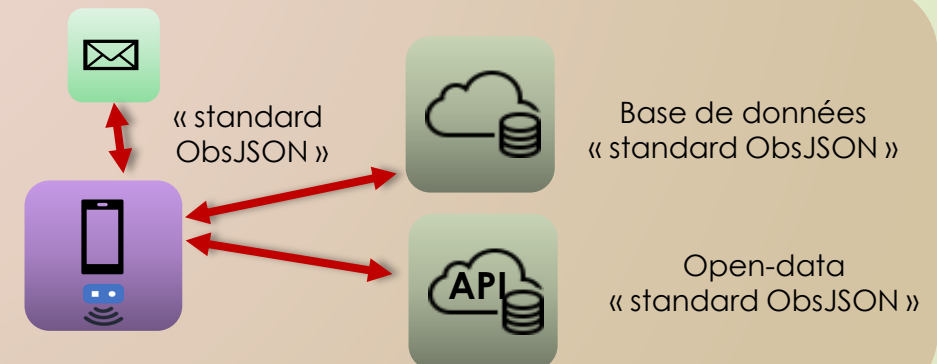 « standard
ObsJSON »
Base de données
« standard ObsJSON »
API
Open-data
« standard ObsJSON »